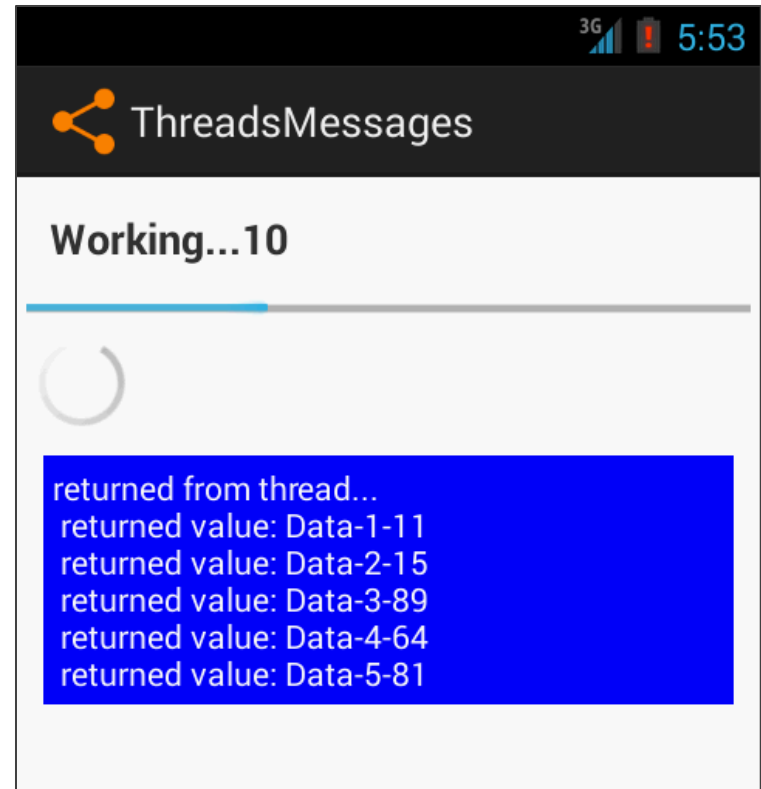 3G 5:53
ThreadsMessages
Working...10
returned from thread...
returned value: Data-1-11
returned value: Data-2-15
returned value: Data-3-89
returned value: Data-4-64
returned value: Data-5-81